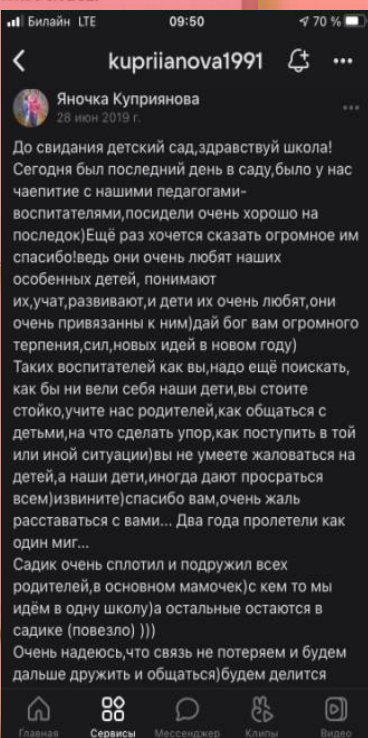 Билайн LTE 09:50 70 %
kupriianova1991
Яночка Куприянова
28 июн 2019 г.
До свидания детский сад,здравствуй школа!
Сегодня был последний день в саду,было у нас
чаепитие с нашими педагогами-
воспитателями,посидели очень хорошо на
последок)Ещё раз хочется сказать огромное им
спасибо!ведь они очень любят наших
особенных детей, понимают
их,учат,развивают,и дети их очень любят,они
очень привязанны к ним)дай бог вам огромного
терпения,сил,новых идей в новом году)
Таких воспитателей как вы,надо ещё поискать,
как бы ни вели себя наши дети,вы стоите
стойко,учите нас родителей,как общаться с
детьми,на что сделать упор,как поступить в той
или иной ситуации)вы не умеете жаловаться на
детей,а наши дети,иногда дают просраться
всем)извините)спасибо вам,очень жаль
расставаться с вами... Два года пролетели как
один миг...
Садик очень сплотил и подружил всех
родителей,в основном мамочек)с кем то мы
идём в одну школу)а остальные остаются в
садике (повезло) )))
Очень надеюсь,что связь не потеряем и будем
дальше дружить и общаться)будем делится
Главная Сервисы Мессенджер Клипы Видео